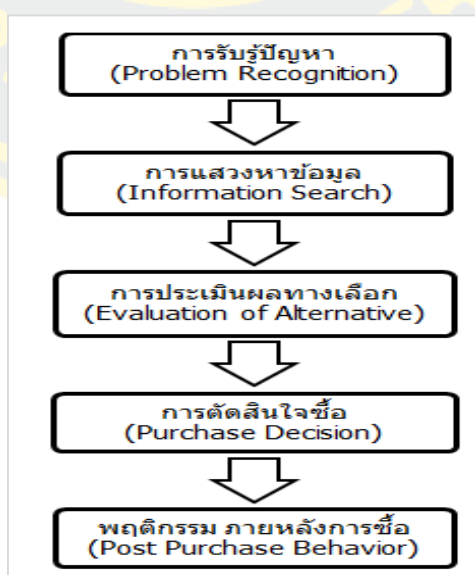 การรับรู้ปัญหา
(Problem Recognition)
การแสวงหาข้อมูล
(Information Search)
การประเมินผลทางเลือก
(Evaluation of Alternative)
การตัดสินใจซื้อ
(Purchase Decision)
พฤติกรรม ภายหลังการซื้อ
(Post Purchase Behavior)